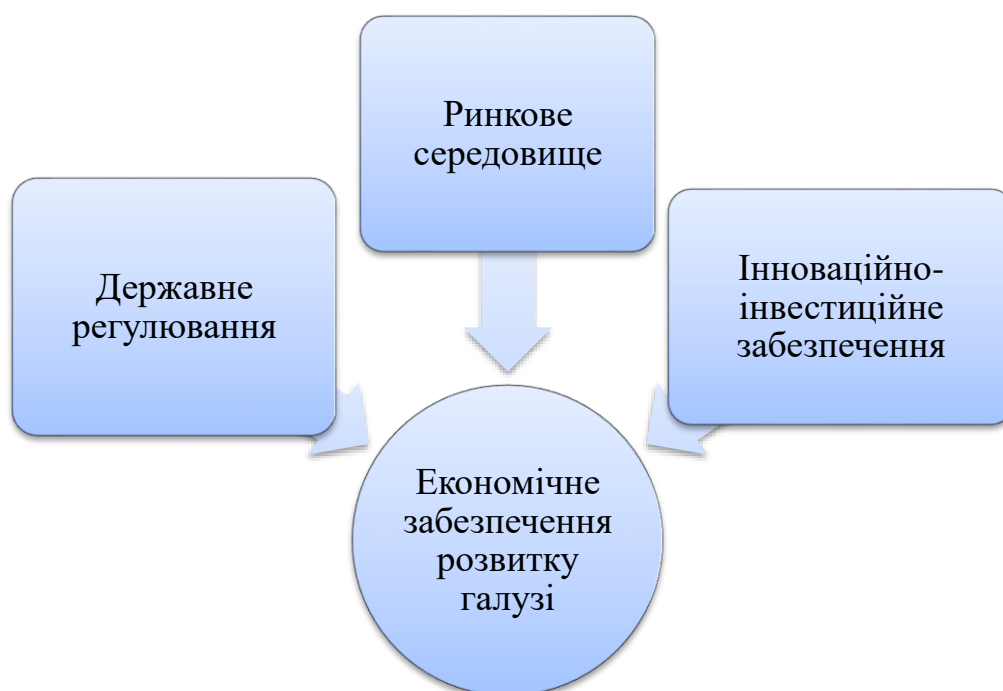 Ринкове
середовище
Державне
регулювання
Інноваційно-
інвестиційне
забезпечення
Економічне
забезпечення
розвитку
галузі